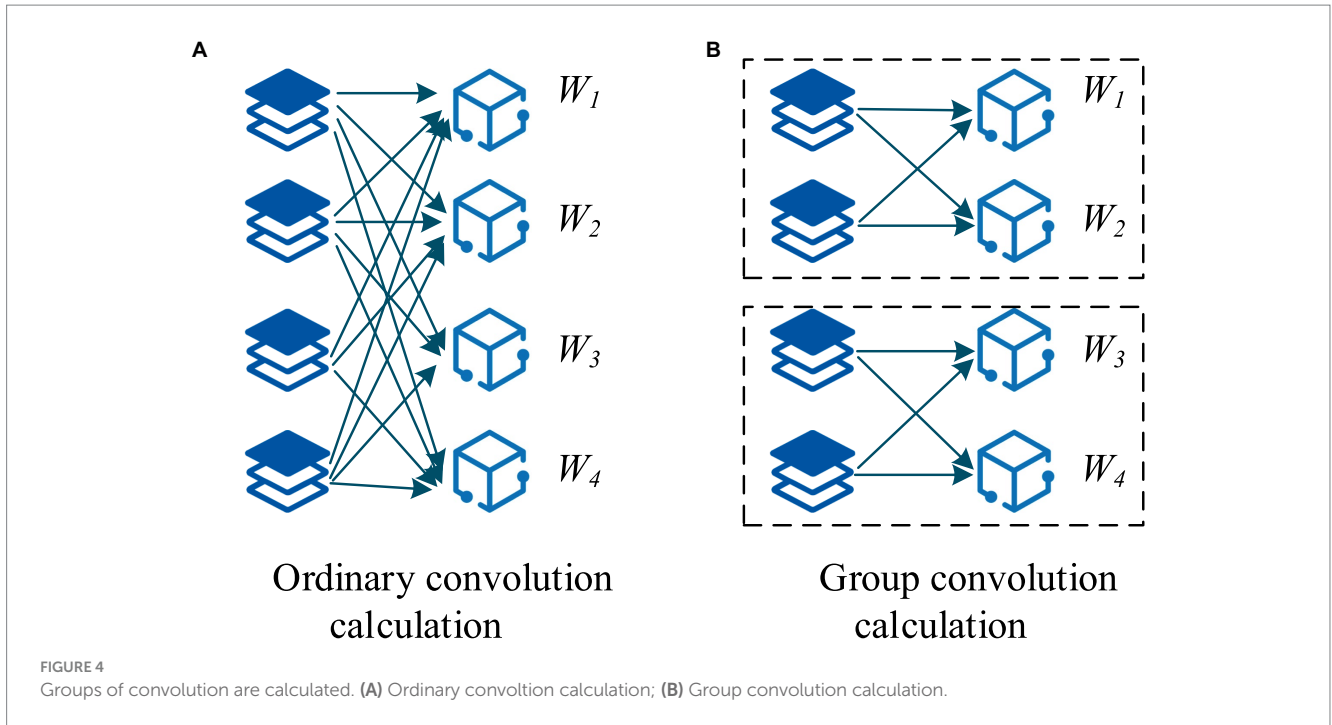 A
W1
W2
W3
W4
Ordinary convolution
calculation
B
W1
W2
W3
W4
Group convolution
calculation
FIGURE 4
Groups of convolution are calculated. (A) Ordinary convoltion calculation; (B) Group convolution calculation.